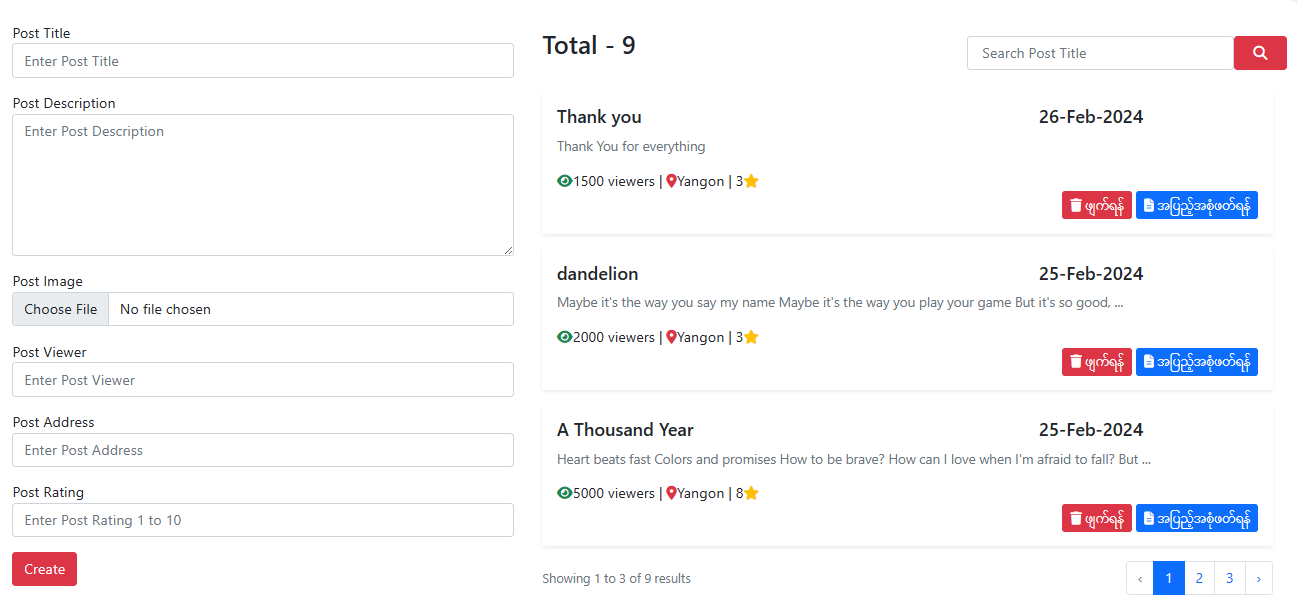 Post Title
Enter Post Title
Post Description
Enter Post Description
Post Image
Choose File No file chosen
Post Viewer
Enter Post Viewer
Post Address
Enter Post Address
Post Rating
Enter Post Rating 1 to 10
Create
Total - 9
Search Post Title
Thank you 26-Feb-2024
Thank You for everything
1500 viewers | Yangon | 3
ဖျက်ရန် အပြည့်အစုံဖတ်ရန်
dandelion 25-Feb-2024
Maybe it's the way you say my name Maybe it's the way you play your game But it's so good, ...
2000 viewers | Yangon | 3
ဖျက်ရန် အပြည့်အစုံဖတ်ရန်
A Thousand Year 25-Feb-2024
Heart beats fast Colors and promises How to be brave? How can I love when I'm afraid to fall? But ...
5000 viewers | Yangon | 8
ဖျက်ရန် အပြည့်အစုံဖတ်ရန်
Showing 1 to 3 of 9 results
‹ 1 2 3 ›